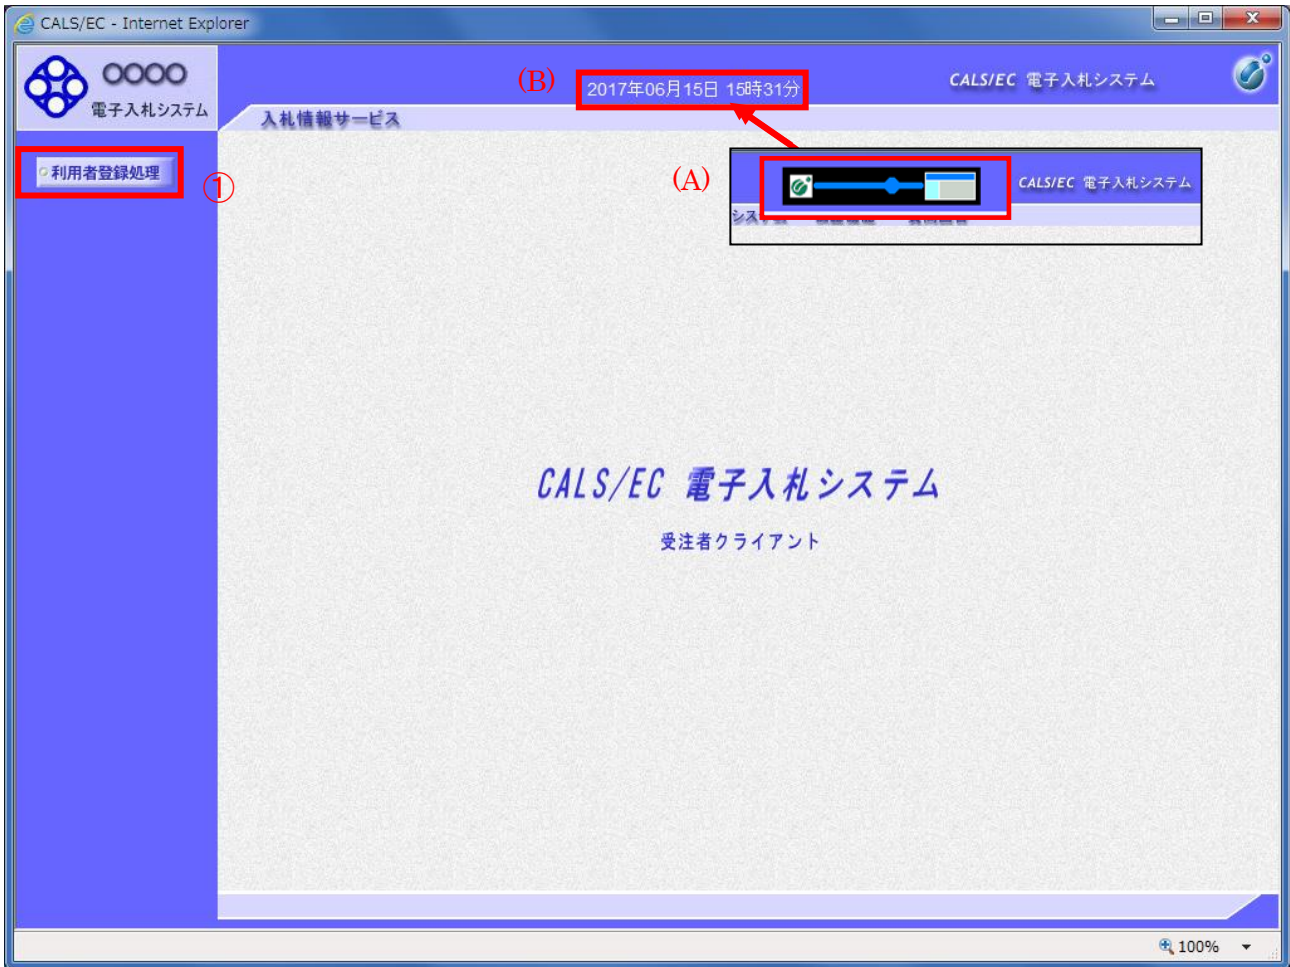 CALS/EC - Internet Explorer
○○○○
電子入札システム
(B)
2017年06月15日 15時31分
CALS/EC 電子入札システム
入札情報サービス
利用者登録処理
①
(A)
CALS/EC 電子入札システム
CALS/EC 電子入札システム
受注者クライアント
100%